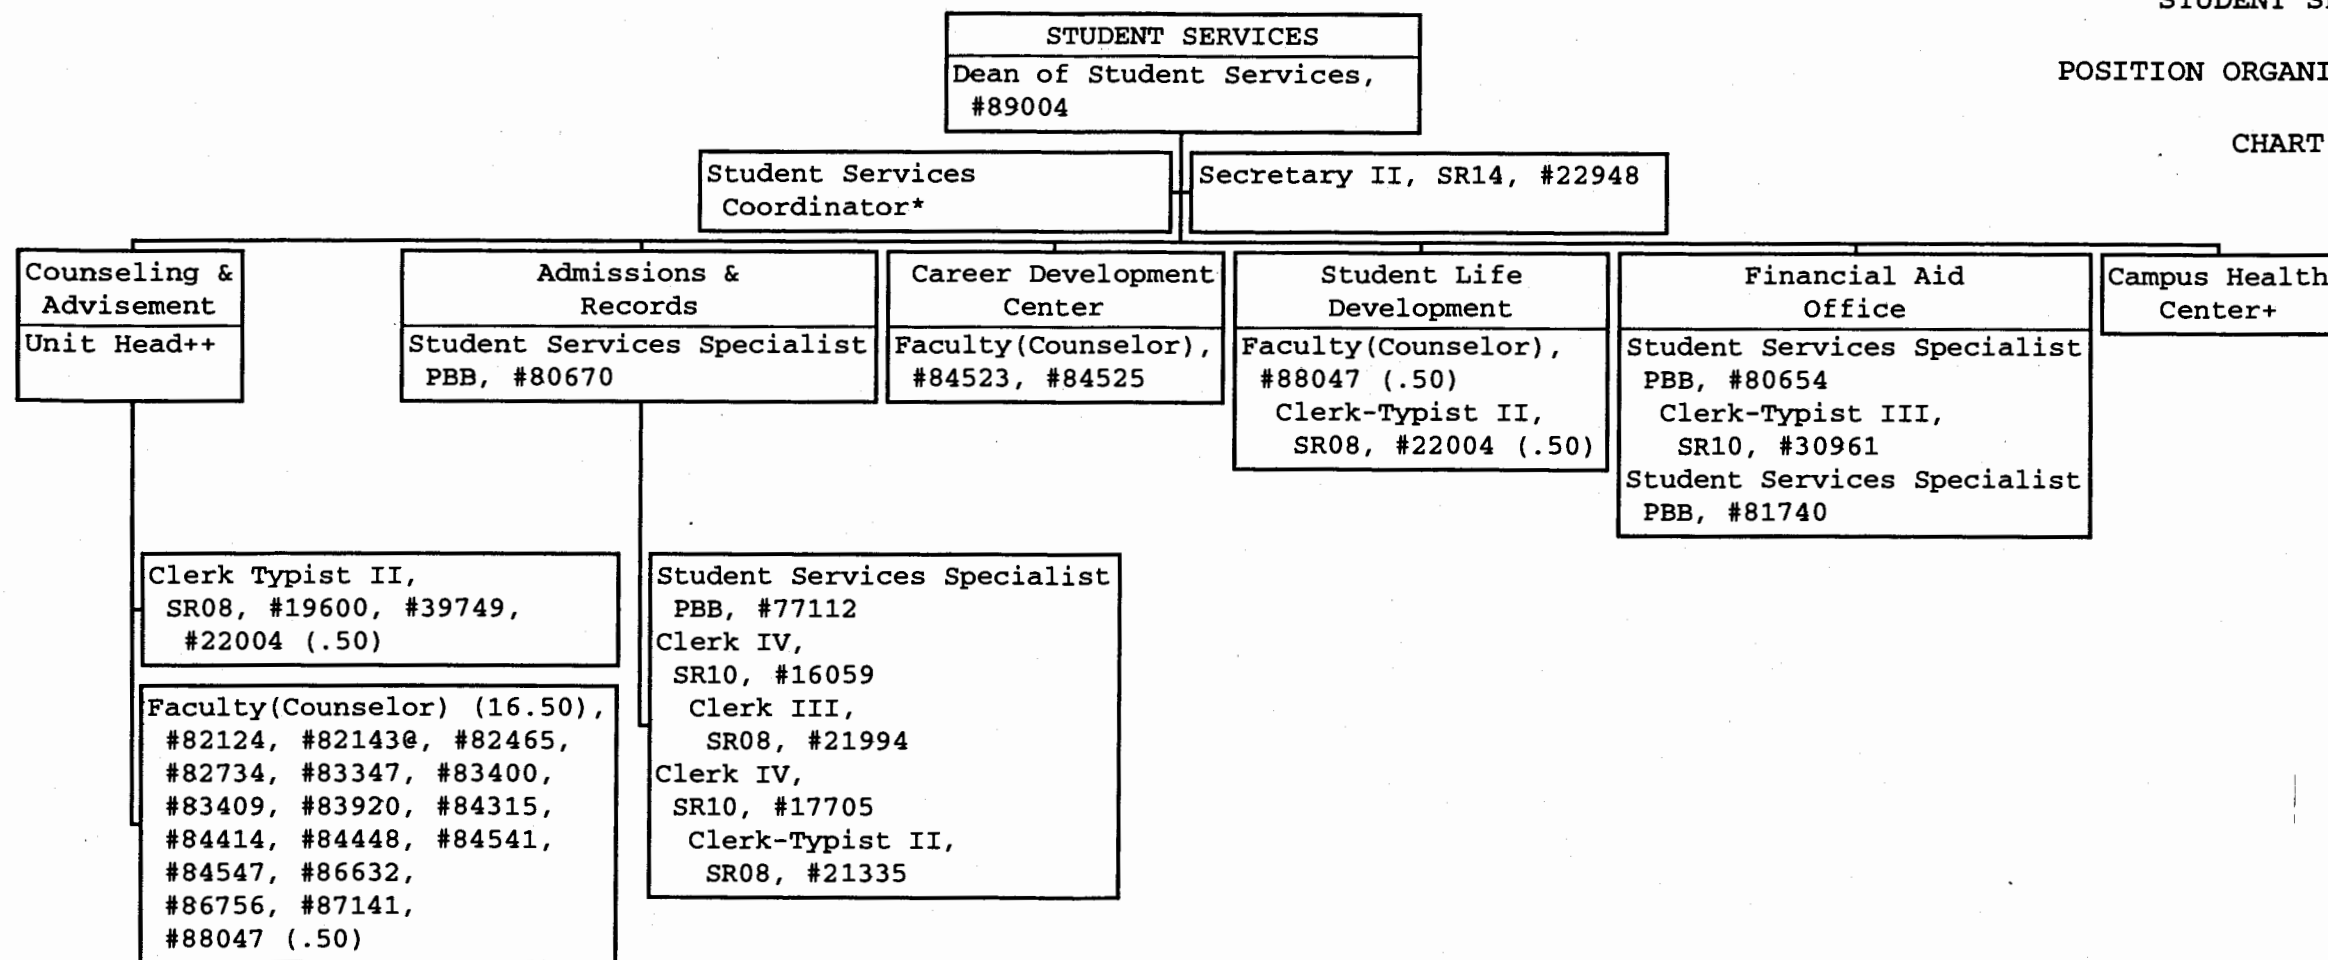 STUDENT
POSITION ORGANI
CHART
STUDENT SERVICES
Dean of Student Services,
#89004
Student Services
Coordinator*
Secretary II, SR14, #22948
Counseling &
Advisement
Unit Head++
Admissions &
Records
Student Services Specialist
PBB, #80670
Career Development
Center
Faculty(Counselor),
#84523, #84525
Student Life
Development
Faculty(Counselor),
#88047 (.50)
Clerk-Typist II,
SR08, #22004 (.50)
Financial Aid
Office
Student Services Specialist
PBB, #80654
Clerk-Typist III,
SR10, #30961
Student Services Specialist
PBB, #81740
Campus Health
Center+
Clerk Typist II,
SR08, #19600, #39749,
#22004 (.50)
Faculty(Counselor) (16.50),
#82124, #82143@, #82465,
#82734, #83347, #83400,
#83409, #83920, #84315,
#84414, #84448, #84541,
#84547, #86632,
#86756, #87141,
#88047 (.50)
Student Services Specialist
PBB, #77112
Clerk IV,
SR10, #16059
Clerk III,
SR08, #21994
Clerk IV,
SR10, #17705
Clerk-Typist II,
SR08, #21335